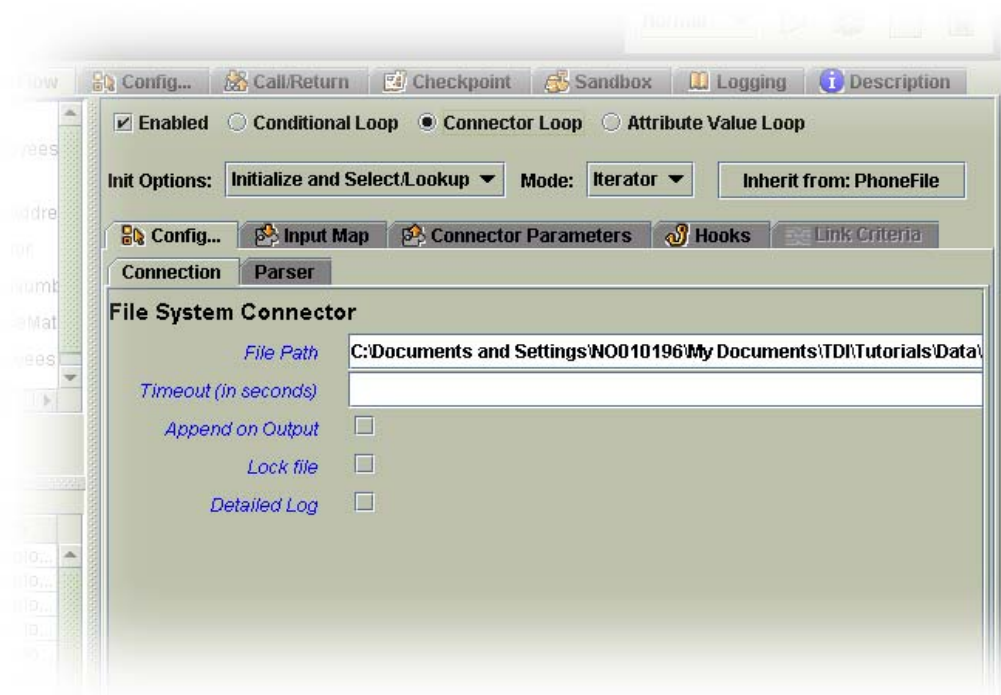 Normal
Config... Call/Return Checkpoint Sandbox Logging Description
Enabled Conditional Loop Connector Loop Attribute Value Loop
Init Options: Initialize and Select/Lookup Mode: Iterator Inherit from: PhoneFile
Config... Input Map Connector Parameters Hooks Link Criteria
Connection Parser
File System Connector
File Path C:\Documents and Settings\NO010196\My Documents\TDI\Tutorials\Data\
Timeout (in seconds)
Append on Output
Lock file
Detailed Log